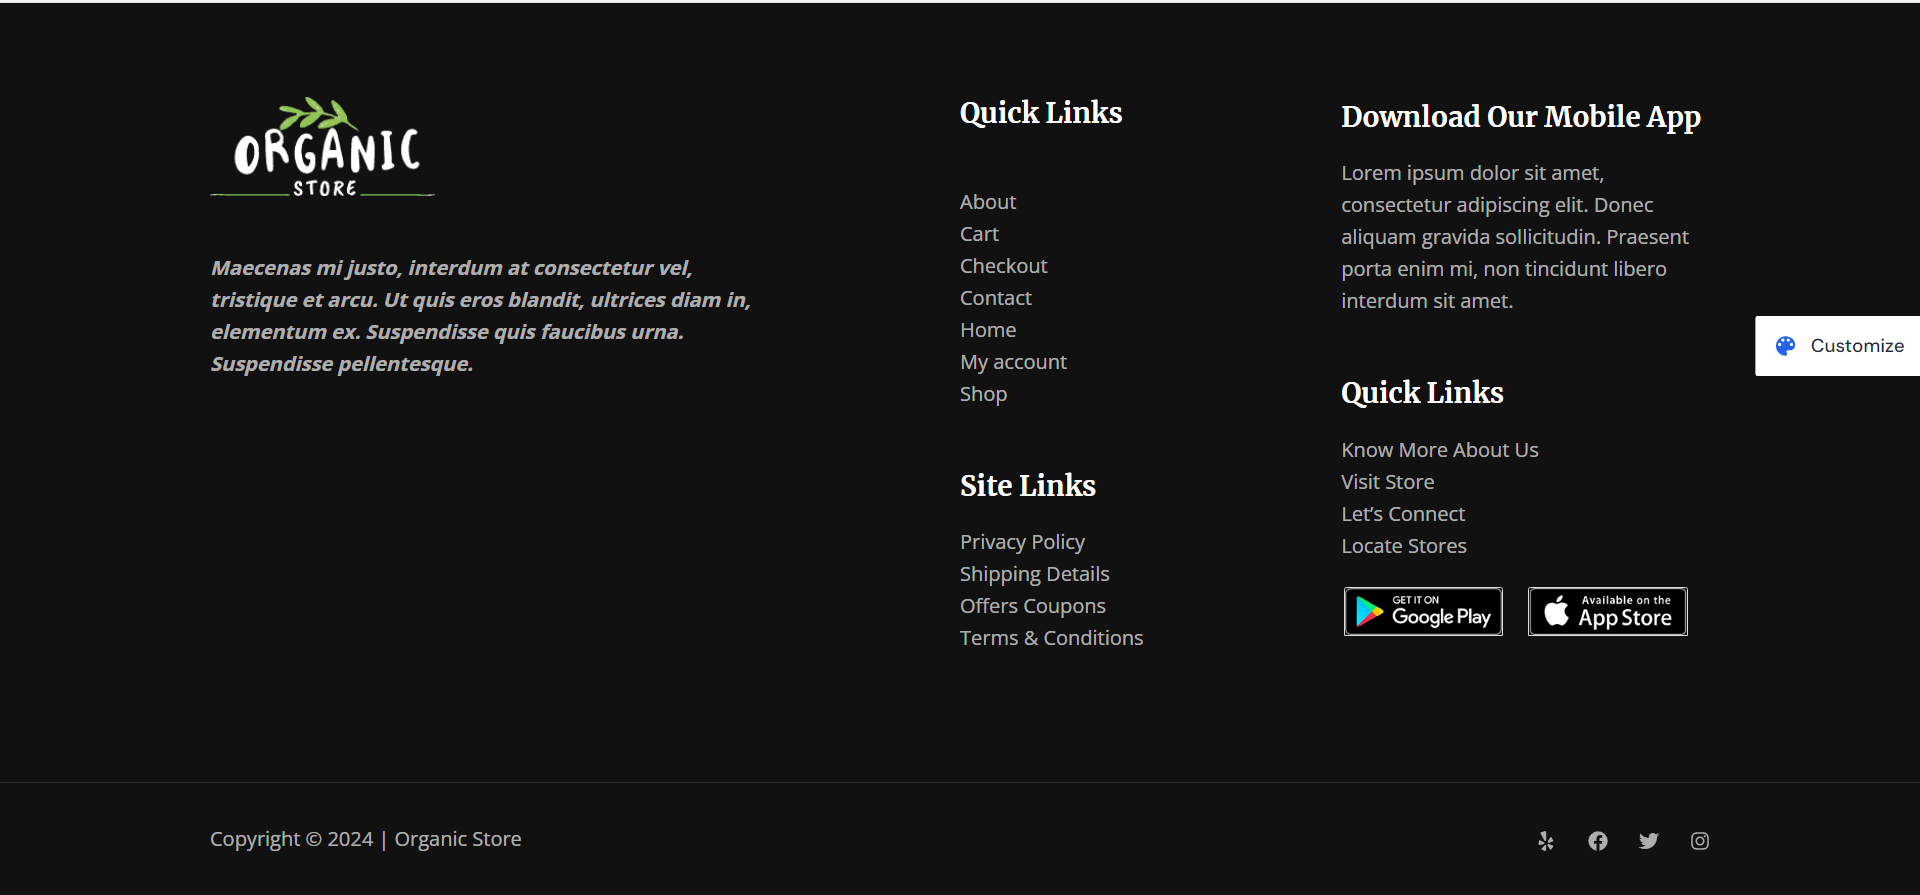 ORGANIC
STORE
Maecenas mi justo, interdum at consectetur vel,
tristique et arcu. Ut quis eros blandit, ultrices diam in,
elementum ex. Suspendisse quis faucibus urna.
Suspendisse pellentesque.
Quick Links
About
Cart
Checkout
Contact
Home
My account
Shop
Site Links
Privacy Policy
Shipping Details
Offers Coupons
Terms & Conditions
Download Our Mobile App
Lorem ipsum dolor sit amet,
consectetur adipiscing elit. Donec
aliquam gravida sollicitudin. Praesent
porta enim mi, non tincidunt libero
interdum sit amet.
Quick Links
Know More About Us
Visit Store
Let’s Connect
Locate Stores
GET IT ON
Google Play
Available on the
App Store
Customize
Copyright © 2024 | Organic Store